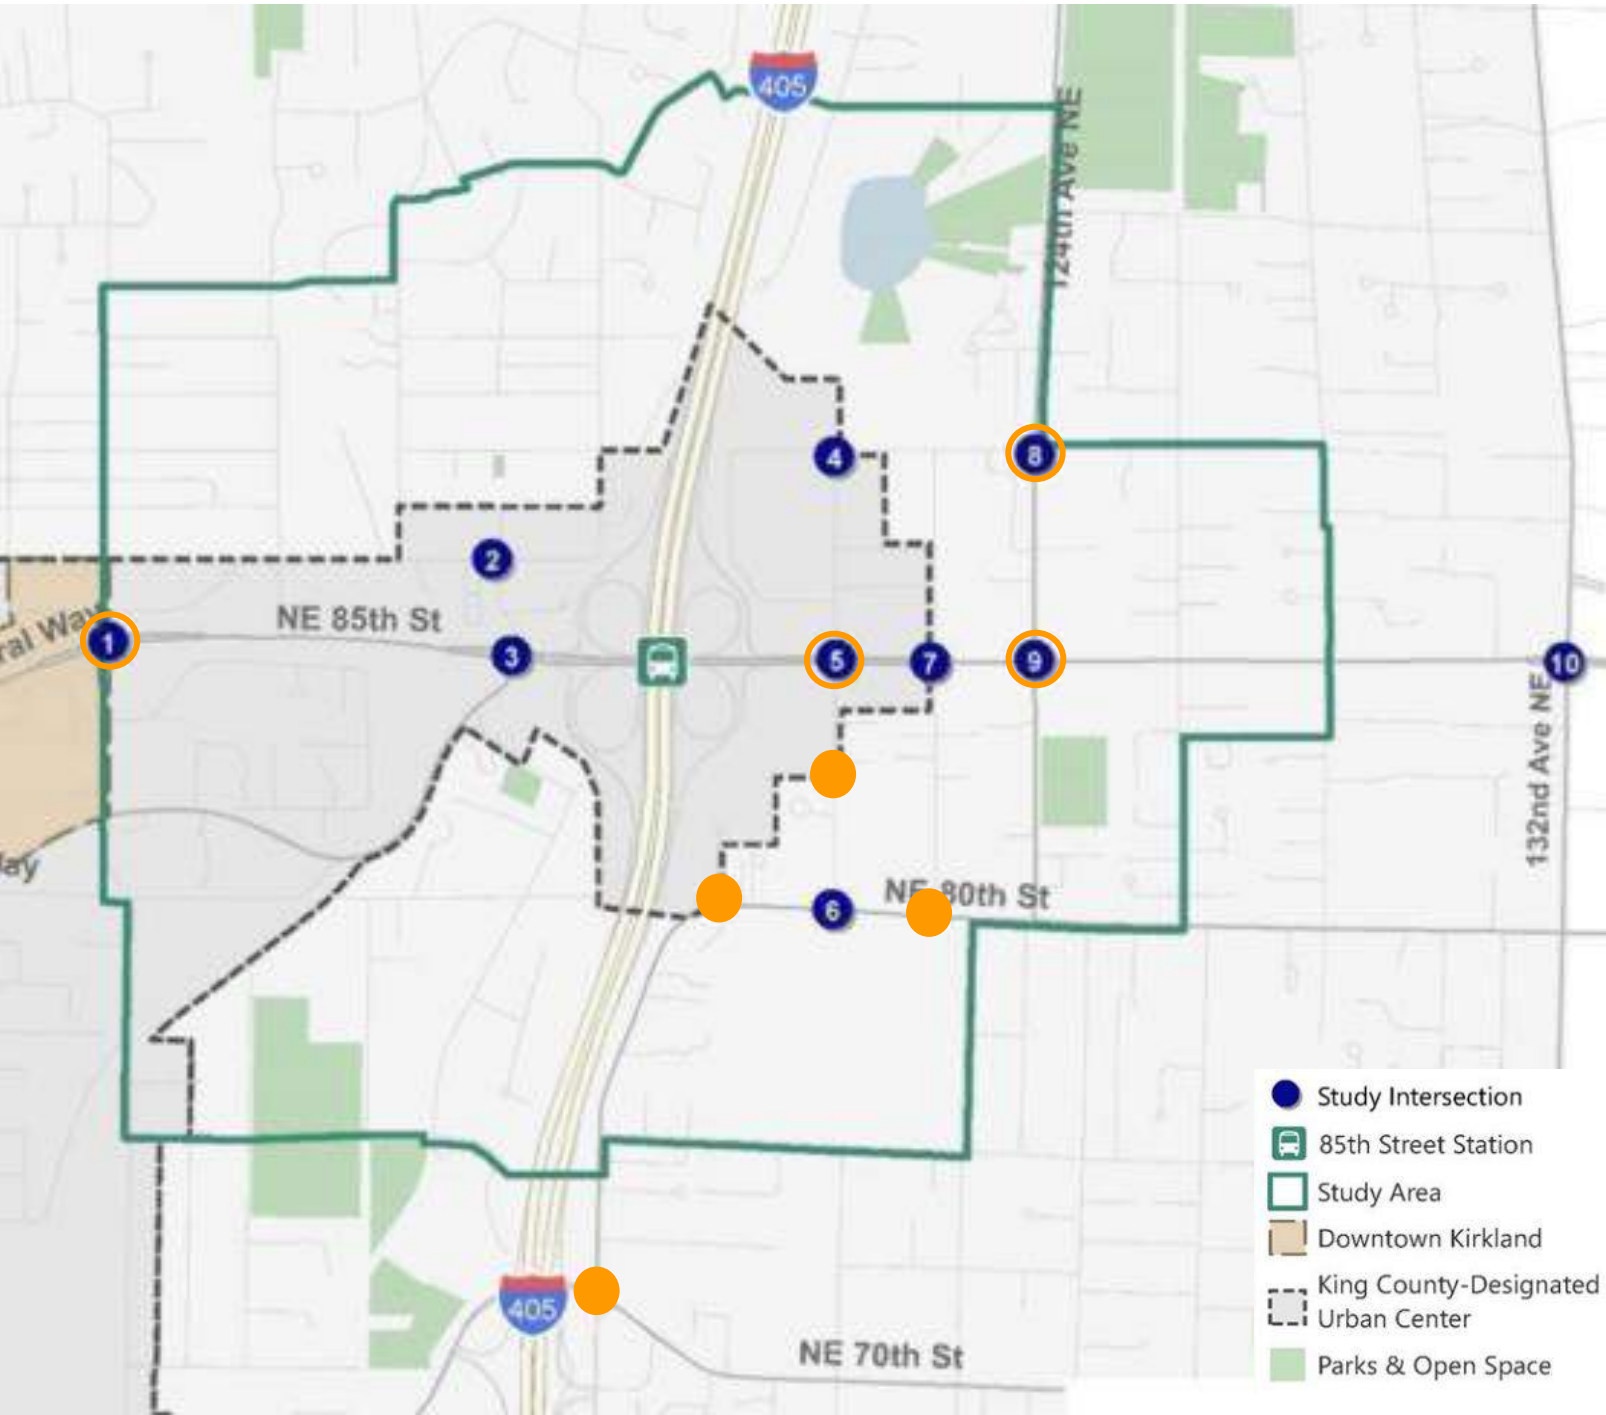 405
124th Ave NE
4
8
2
NE 85th St
ral Way
1
3
5
7
9
10
132nd Ave NE
ay
6
NE 80th St
Study Intersection
85th Street Station
Study Area
Downtown Kirkland
King County-Designated
Urban Center
Parks & Open Space
405
NE 70th St